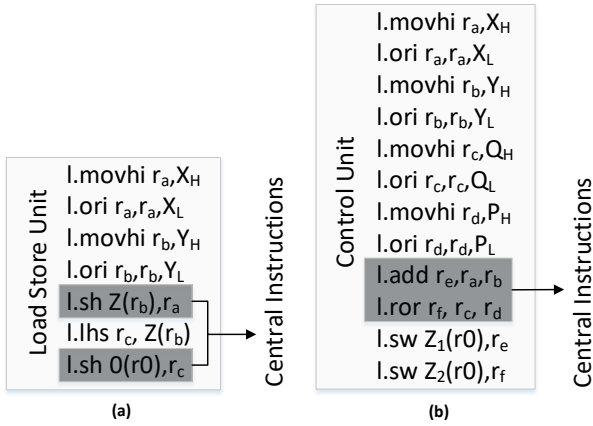 Load Store Unit
l.movhi rₐ,X_H
l.ori rₐ,rₐ,X_L
l.movhi r_b,Y_H
l.ori r_b,r_b,Y_L
l.sh Z(r_b),rₐ
l.lhs r_c, Z(r_b)
l.sh 0(r0),r_c
Central Instructions
(a)
Control Unit
l.movhi rₐ,X_H
l.ori rₐ,rₐ,X_L
l.movhi r_b,Y_H
l.ori r_b,r_b,Y_L
l.movhi r_c,Q_H
l.ori r_c,r_c,Q_L
l.movhi r_d,P_H
l.ori r_d,r_d,P_L
l.add r_e,rₐ,r_b
l.ror r_f, r_c, r_d
l.sw Z₁(r0),r_e
l.sw Z₂(r0),r_f
Central Instructions
(b)